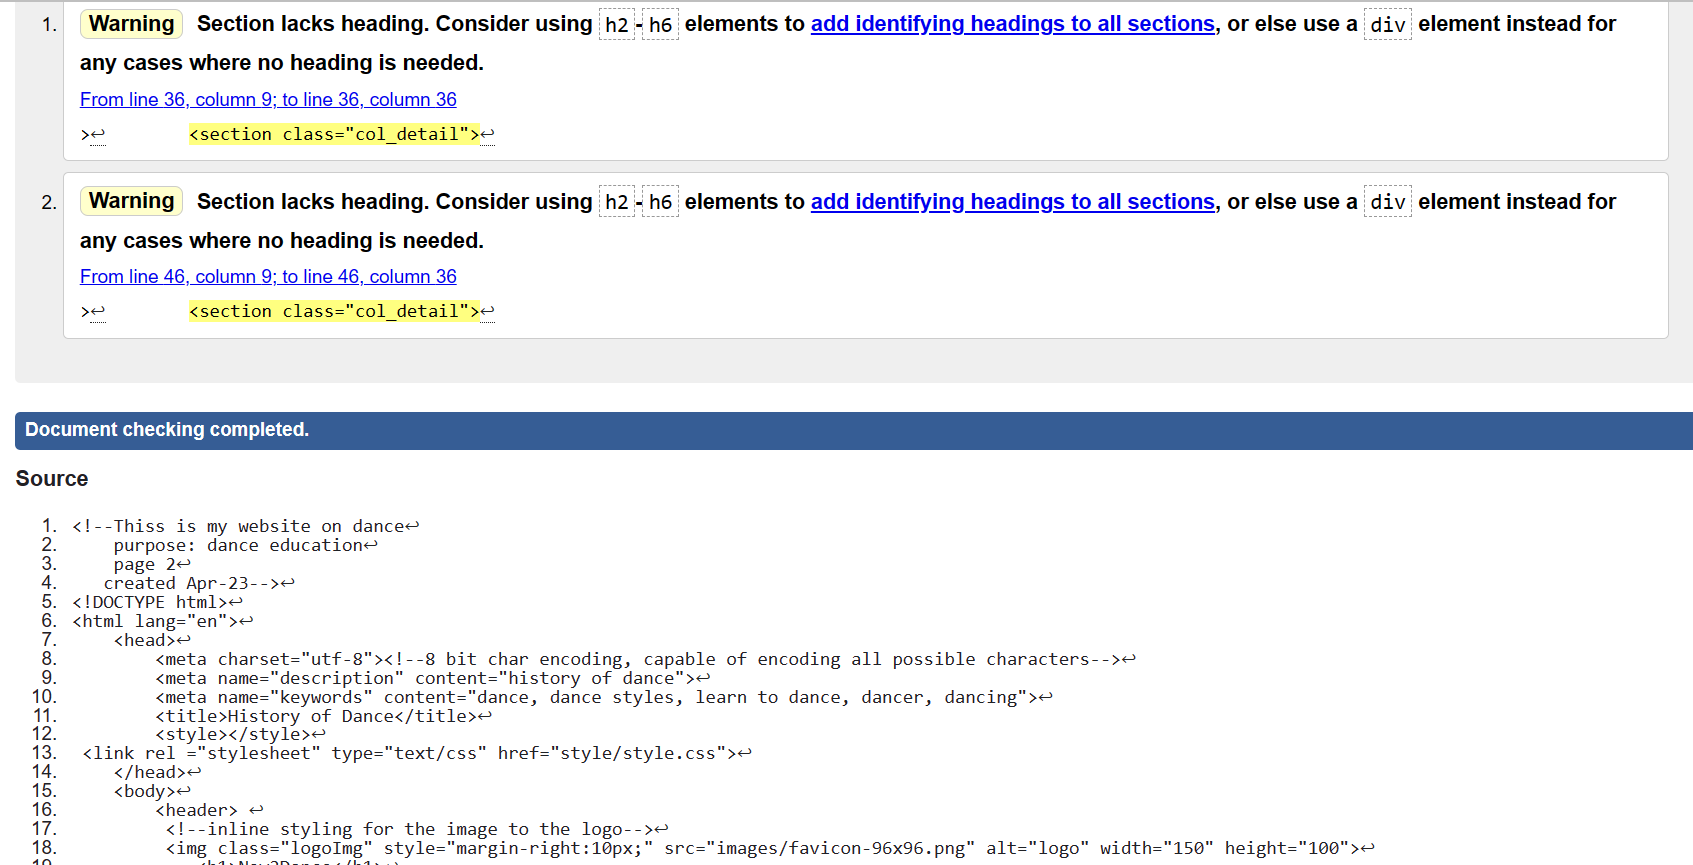 1. Warning Section lacks heading. Consider using h2-h6 elements to add identifying headings to all sections, or else use a div element instead for
any cases where no heading is needed.
From line 36, column 9; to line 36, column 36
>↩        <section class="col_detail">↩
2. Warning Section lacks heading. Consider using h2-h6 elements to add identifying headings to all sections, or else use a div element instead for
any cases where no heading is needed.
From line 46, column 9; to line 46, column 36
>↩        <section class="col_detail">↩
Document checking completed.
Source
1. <!--Thiss is my website on dance↩
2.     purpose: dance education↩
3.     page 2↩
4.    created Apr-23-->↩
5. <!DOCTYPE html>↩
6. <html lang="en">↩
7.     <head>↩
8.         <meta charset="utf-8"><!--8 bit char encoding, capable of encoding all possible characters-->↩
9.         <meta name="description" content="history of dance">↩
10.         <meta name="keywords" content="dance, dance styles, learn to dance, dancer, dancing">↩
11.         <title>History of Dance</title>↩
12.         <style></style>↩
13.  <link rel ="stylesheet" type="text/css" href="style/style.css">↩
14.     </head>↩
15.     <body>↩
16.         <header> ↩
17.          <!--inline styling for the image to the logo-->↩
18.          <img class="logoImg" style="margin-right:10px;" src="images/favicon-96x96.png" alt="logo" width="150" height="100">↩